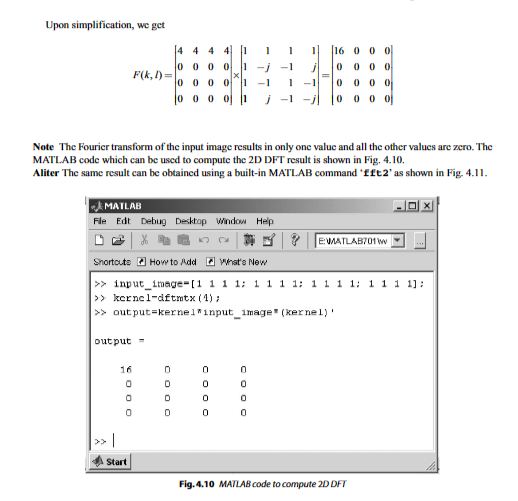 Upon simplification, we get
[4 4 4 4] [1 1 1 1] [16 0 0 0]
[0 0 0 0] [1 -j -1 j] [0 0 0 0]
F(k, l) = × =
[0 0 0 0] [1 -1 1 -1] [0 0 0 0]
[0 0 0 0] [1 j -1 -j] [0 0 0 0]
Note The Fourier transform of the input image results in only one value and all the other values are zero. The
MATLAB code which can be used to compute the 2D DFT result is shown in Fig. 4.10.
Aliter The same result can be obtained using a built-in MATLAB command 'fft2' as shown in Fig. 4.11.
MATLAB
File Edit Debug Desktop Window Help
E:\MATLAB701\w
Shortcuts How to Add What's New
>> input_image=[1 1 1 1; 1 1 1 1; 1 1 1 1; 1 1 1 1];
>> kernel=dftmtx(4);
>> output=kernel*input_image*(kernel)'
output =
16 0 0 0
0 0 0 0
0 0 0 0
0 0 0 0
>>
Start
Fig.4.10 MATLAB code to compute 2D DFT